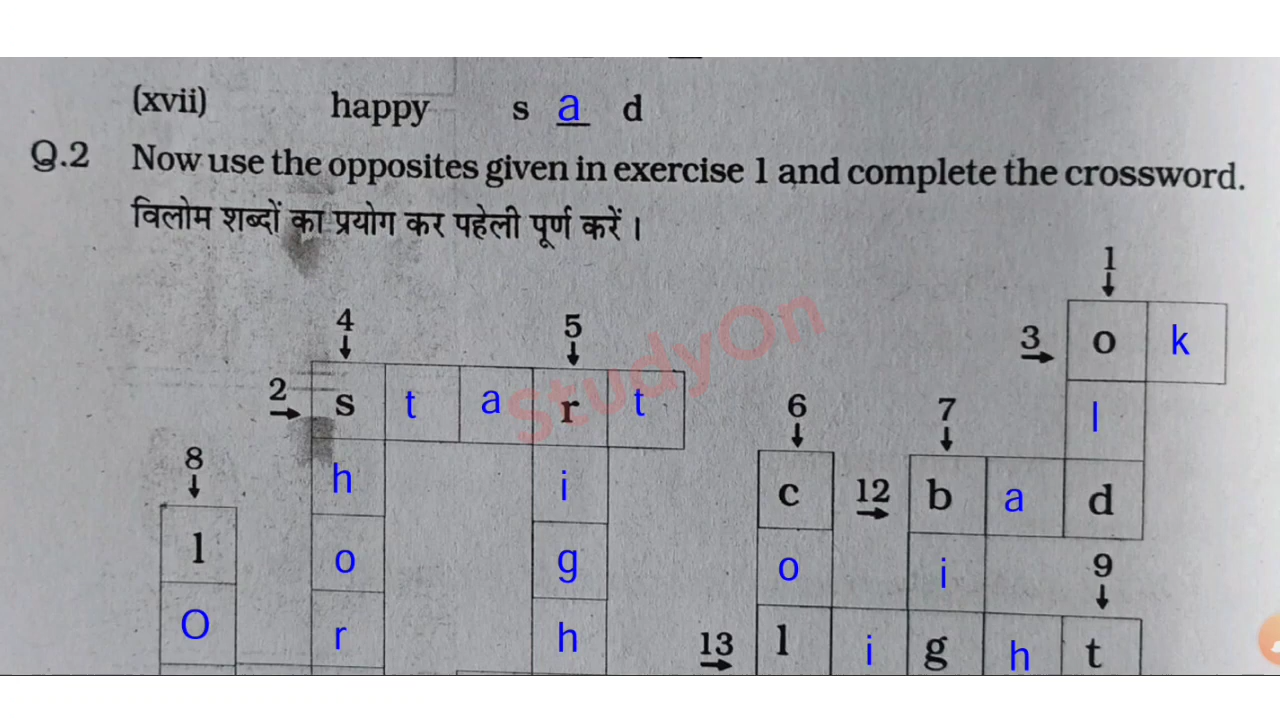 (xvii) happy s a d
Q.2 Now use the opposites given in exercise 1 and complete the crossword.
विलोम शब्दों का प्रयोग कर पहेली पूर्ण करें ।
1
4 5 3 o k
2 s t a r t
6 7 l
8 h i c 12 b a d
l o g o i 9
O r h 13 l i g h t
StudyOn